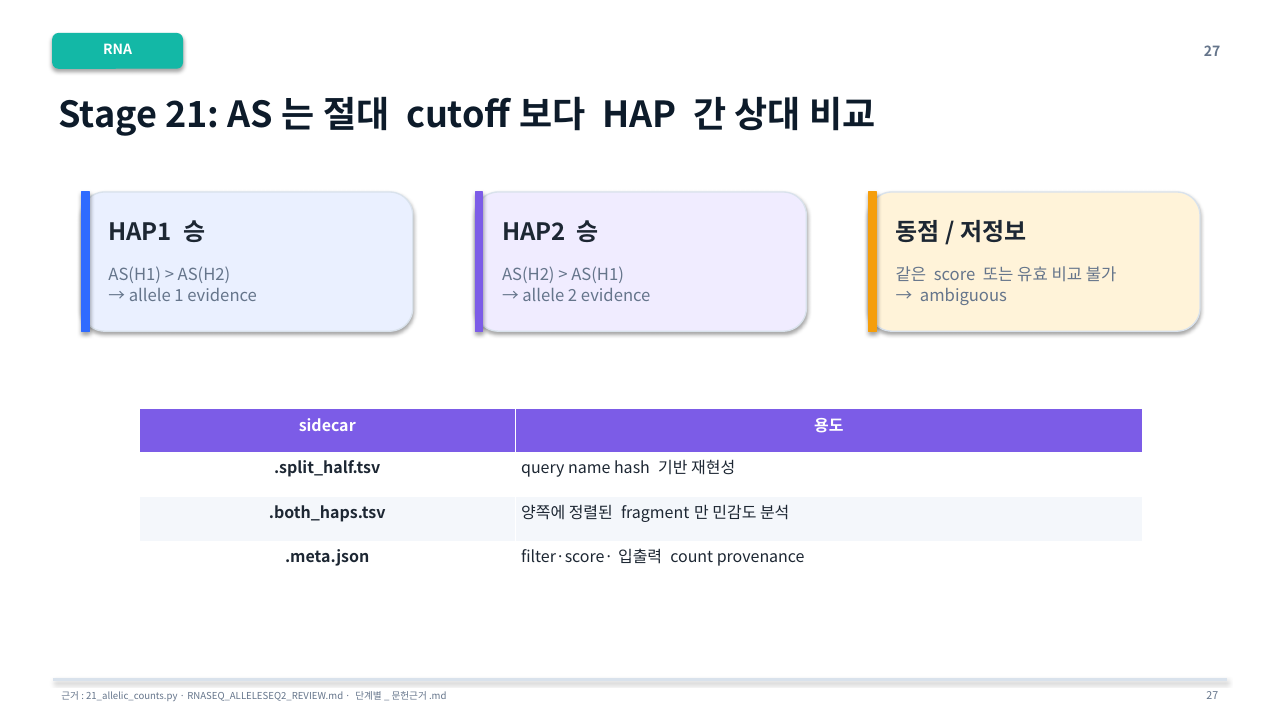 RNA
27
Stage 21: AS 는 절대 cutoff 보다 HAP 간 상대 비교
HAP1 승
AS(H1) > AS(H2)
→ allele 1 evidence
HAP2 승
AS(H2) > AS(H1)
→ allele 2 evidence
동점 / 저정보
같은 score 또는 유효 비교 불가
→ ambiguous
sidecar 용도
.split_half.tsv query name hash 기반 재현성
.both_haps.tsv 양쪽에 정렬된 fragment 만 민감도 분석
.meta.json filter·score· 입출력 count provenance
근거 : 21_allelic_counts.py · RNASEQ_ALLELESEQ2_REVIEW.md · 단계별 _ 문헌근거 .md
27